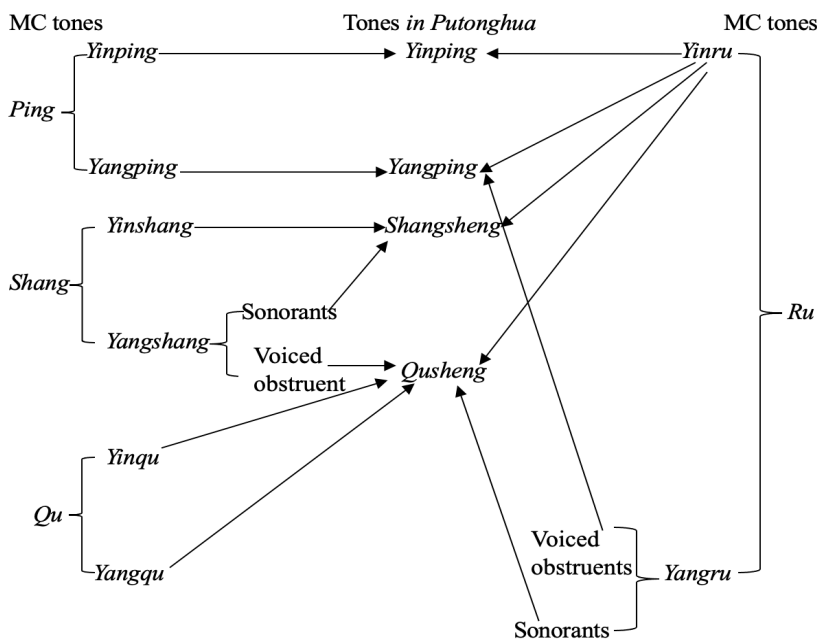 MC tones
Tones in Putonghua
MC tones
Yinping
Yinping
Yinru
Ping
Yangping
Yangping
Yinshang
Shangsheng
Shang
Sonorants
Ru
Yangshang
Voiced
obstruent
Qusheng
Yinqu
Qu
Voiced
obstruents
Yangqu
Yangru
Sonorants